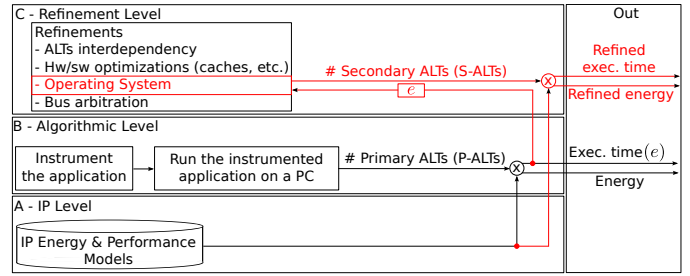 C - Refinement Level
Out
Refinements
- ALTs interdependency
- Hw/sw optimizations (caches, etc.)
- Operating System
- Bus arbitration
# Secondary ALTs (S-ALTs)
e
x
Refined
exec. time
Refined energy
B - Algorithmic Level
Instrument
the application
Run the instrumented
application on a PC
# Primary ALTs (P-ALTs)
x
Exec. time(e)
Energy
A - IP Level
IP Energy & Performance
Models